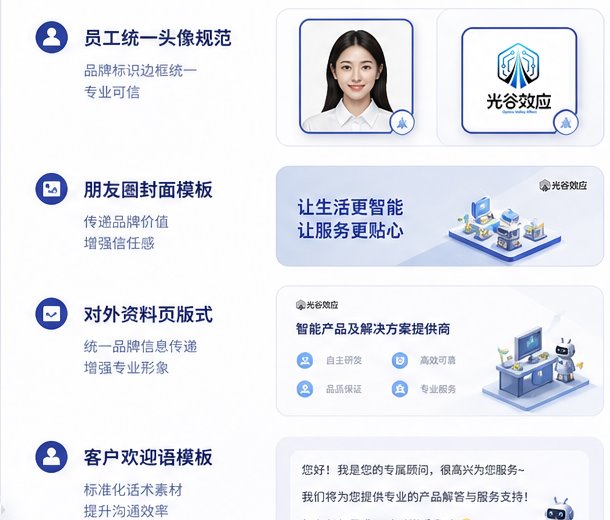 员工统一头像规范
品牌标识边框统一
专业可信
光谷效应
Optics Valley Effect
朋友圈封面模板
传递品牌价值
增强信任感
光谷效应
让生活更智能
让服务更贴心
对外资料页版式
统一品牌信息传递
增强专业形象
光谷效应
智能产品及解决方案提供商
自主研发
高效可靠
品质保证
专业服务
客户欢迎语模板
标准化话术素材
提升沟通效率
您好！我是您的专属顾问，很高兴为您服务~
我们将为您提供专业的产品解答与服务支持！